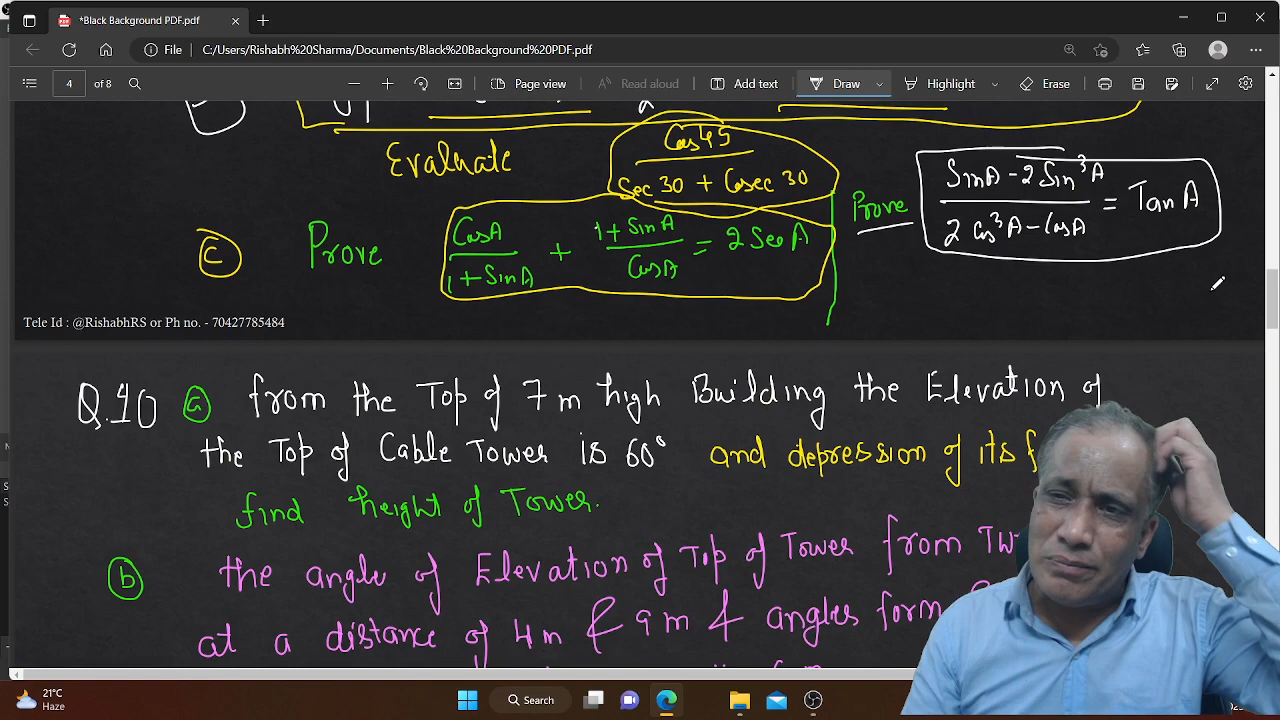 *Black Background PDF.pdf
File C:/Users/Rishabh%20Sharma/Documents/Black%20Background%20PDF.pdf
4 of 8 Page view Read aloud Add text Draw Highlight Erase
Evaluate Cos 45 / Sec 30 + Cosec 30
C Prove CosA / 1 + SinA + 1 + SinA / CosA = 2 Sec A
Prove SinA - 2 Sin³A / 2 Cos³A - CosA = Tan A
Tele Id : @RishabhRS or Ph no. - 70427785484
Q.10 a from the Top of 7 m high Building the Elevation of
the Top of Cable Tower is 60° and depression of its
find height of Tower.
b the angle of Elevation of Top of Tower from
at a distance of 4 m & 9 m & angles form
21°C
Haze
Search